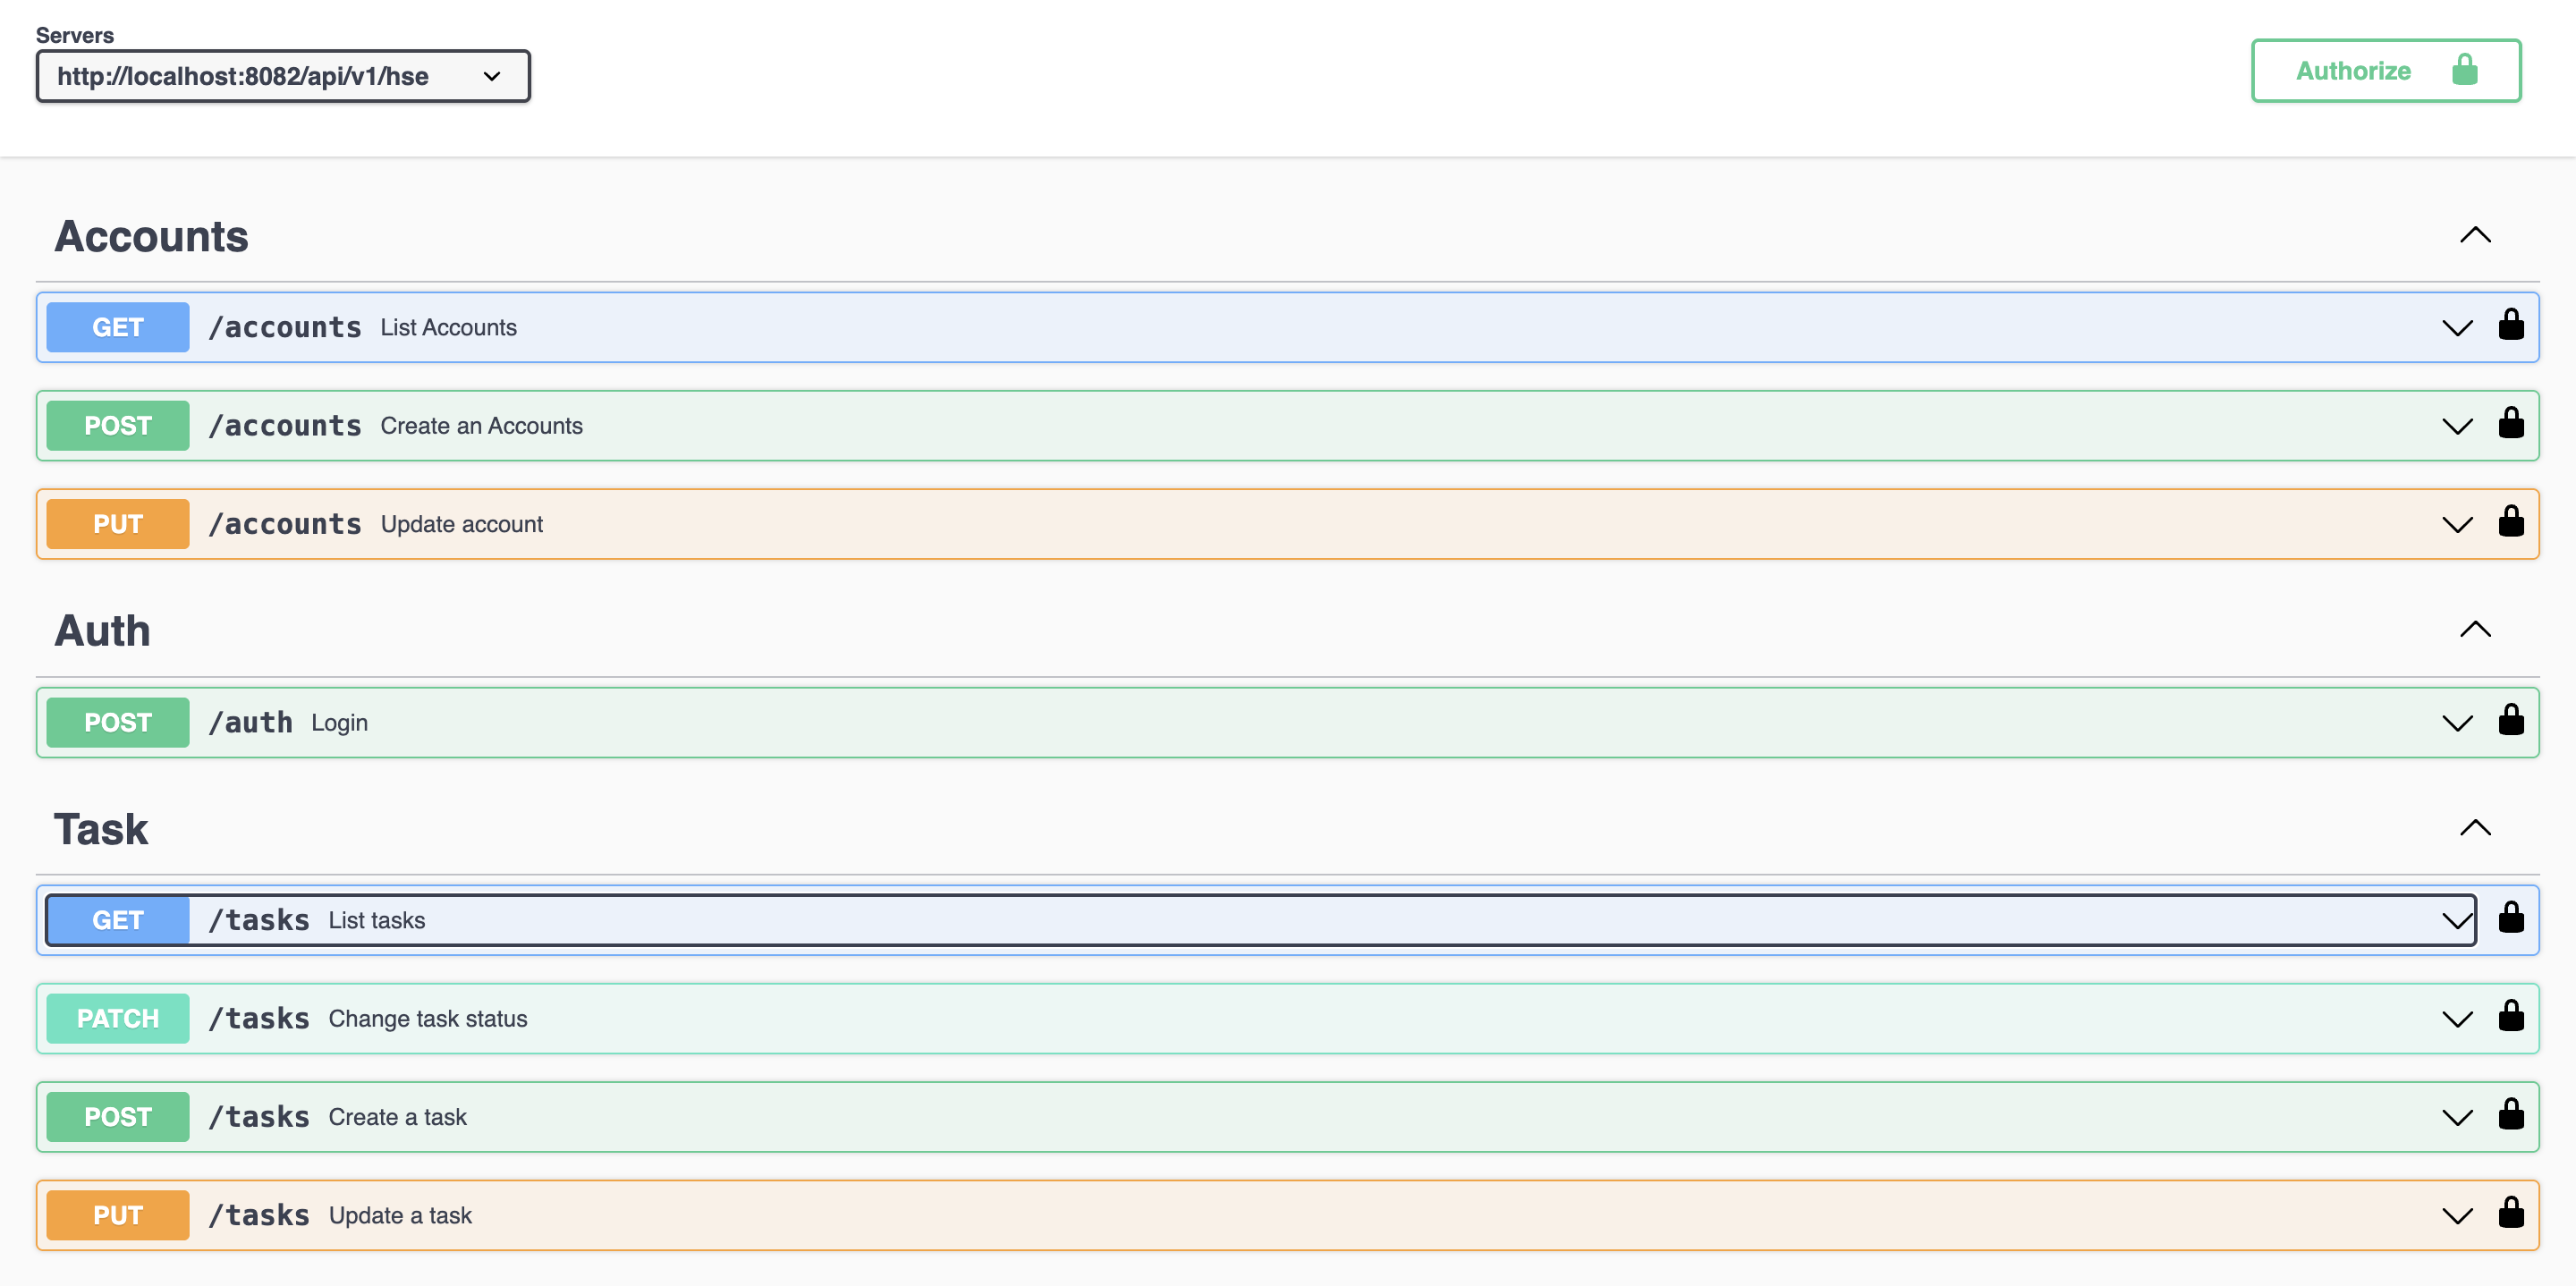 Servers
http://localhost:8082/api/v1/hse
Authorize
Accounts
GET /accounts List Accounts
POST /accounts Create an Accounts
PUT /accounts Update account
Auth
POST /auth Login
Task
GET /tasks List tasks
PATCH /tasks Change task status
POST /tasks Create a task
PUT /tasks Update a task